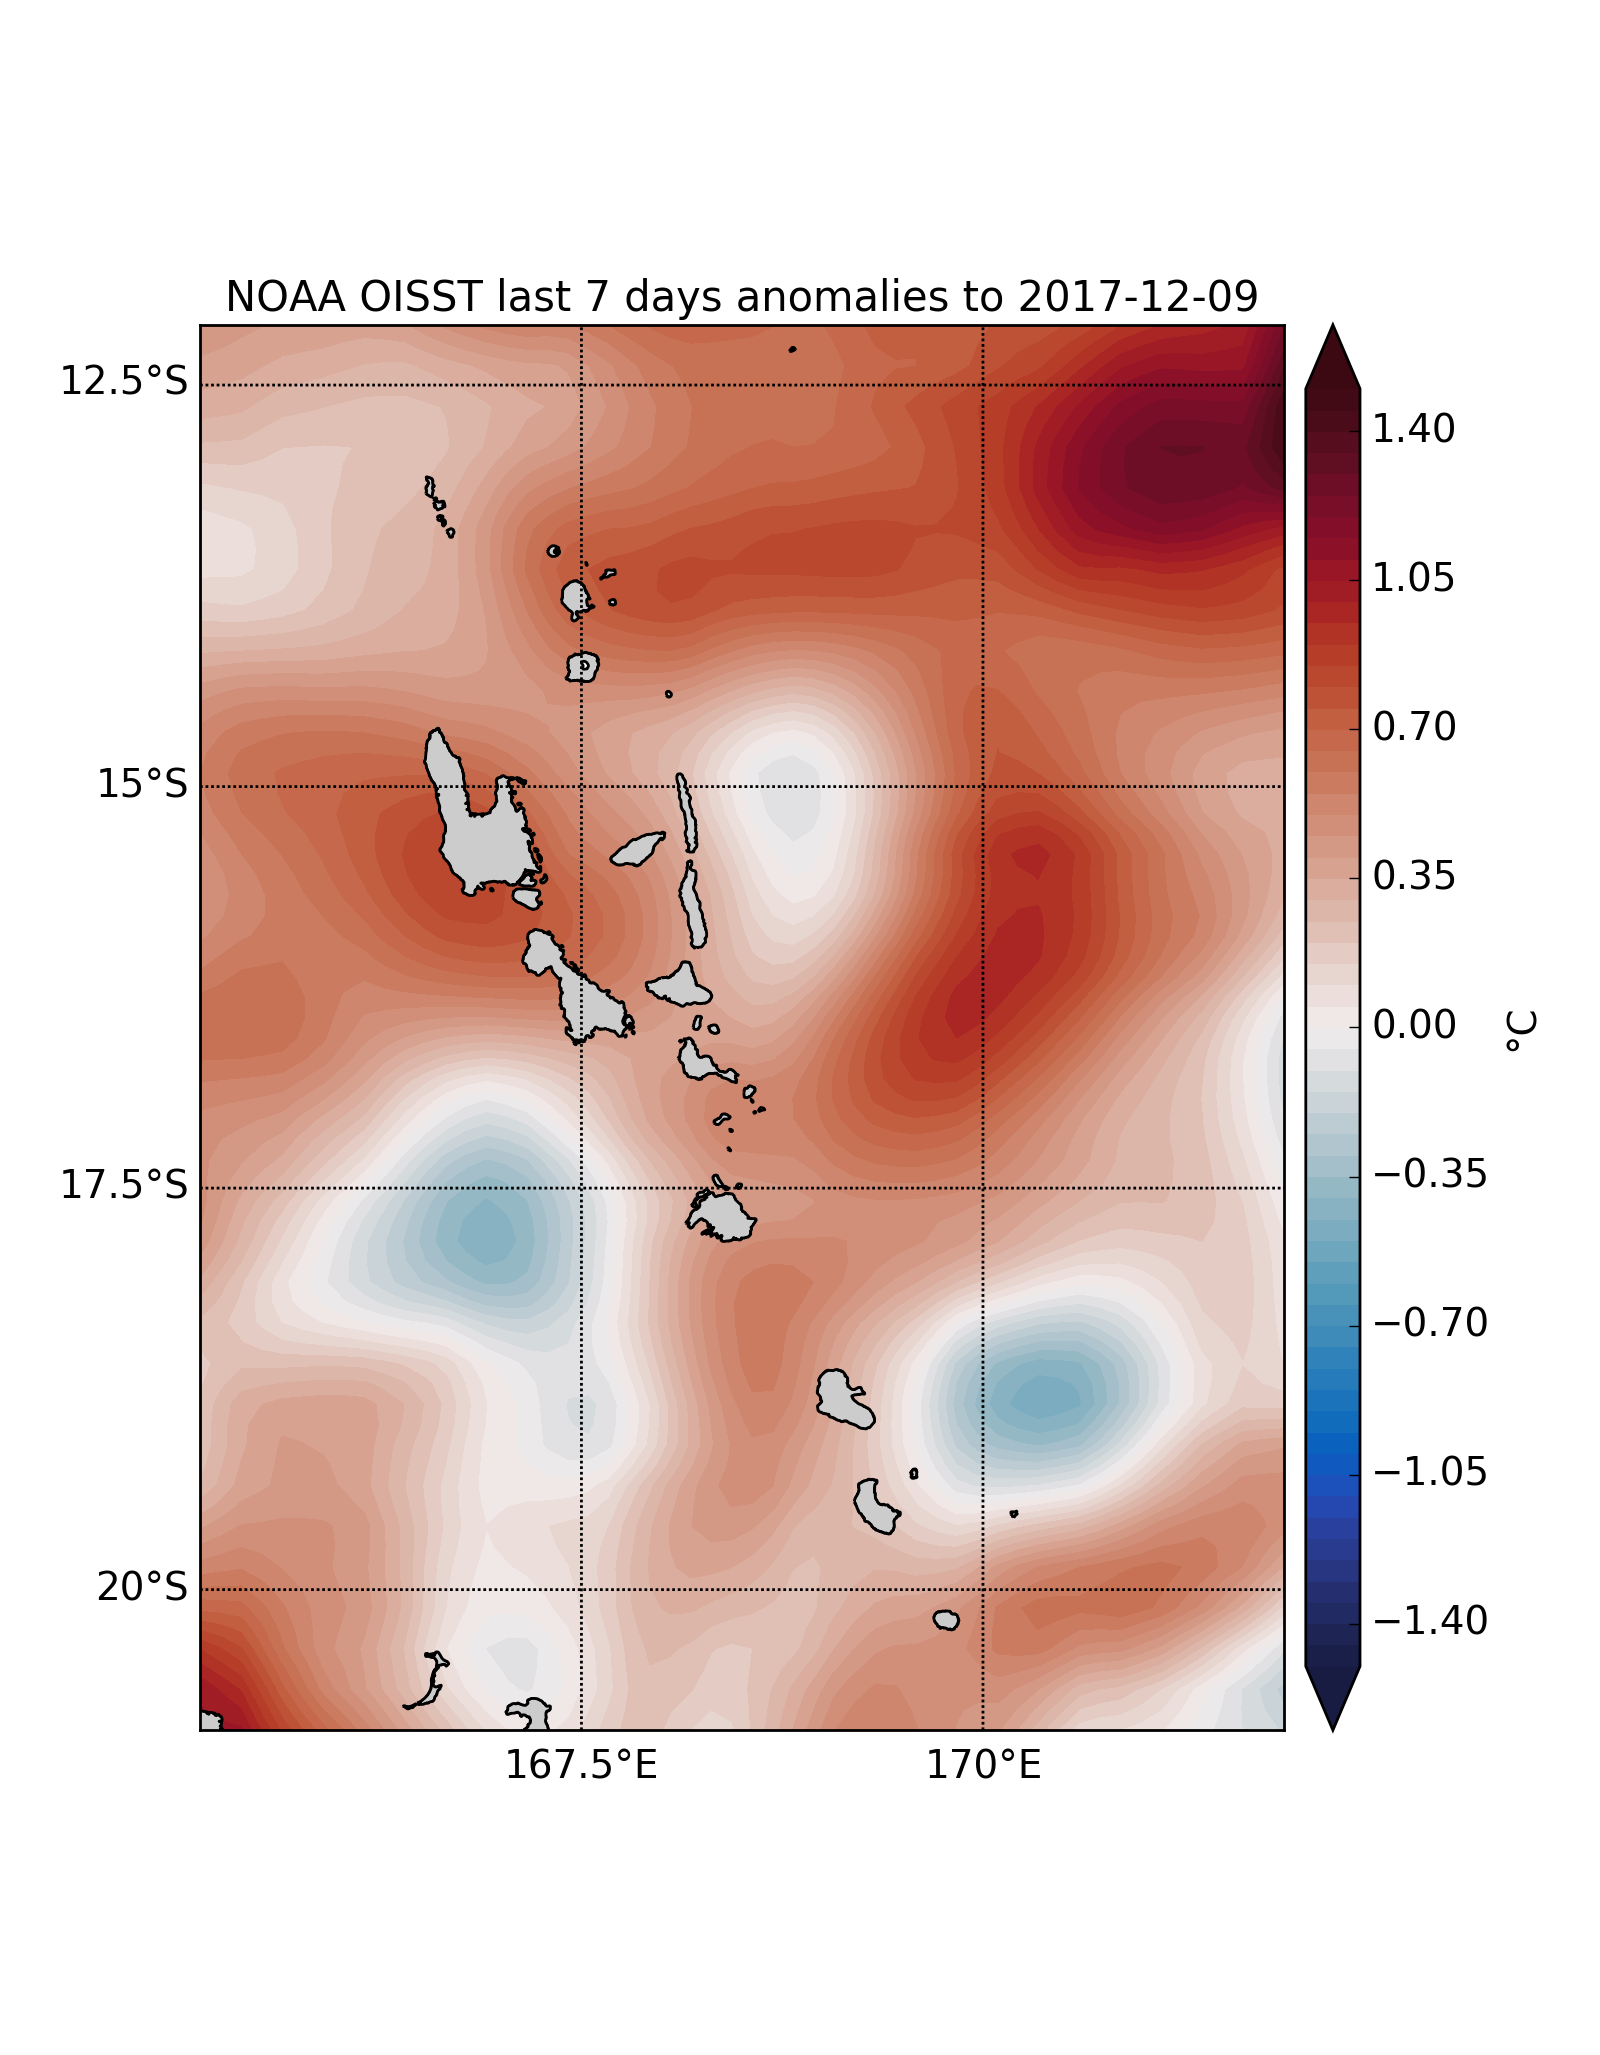 NOAA OISST last 7 days anomalies to 2017-12-09
12.5°S
15°S
17.5°S
20°S
167.5°E
170°E
1.40
1.05
0.70
0.35
0.00
−0.35
−0.70
−1.05
−1.40
°C